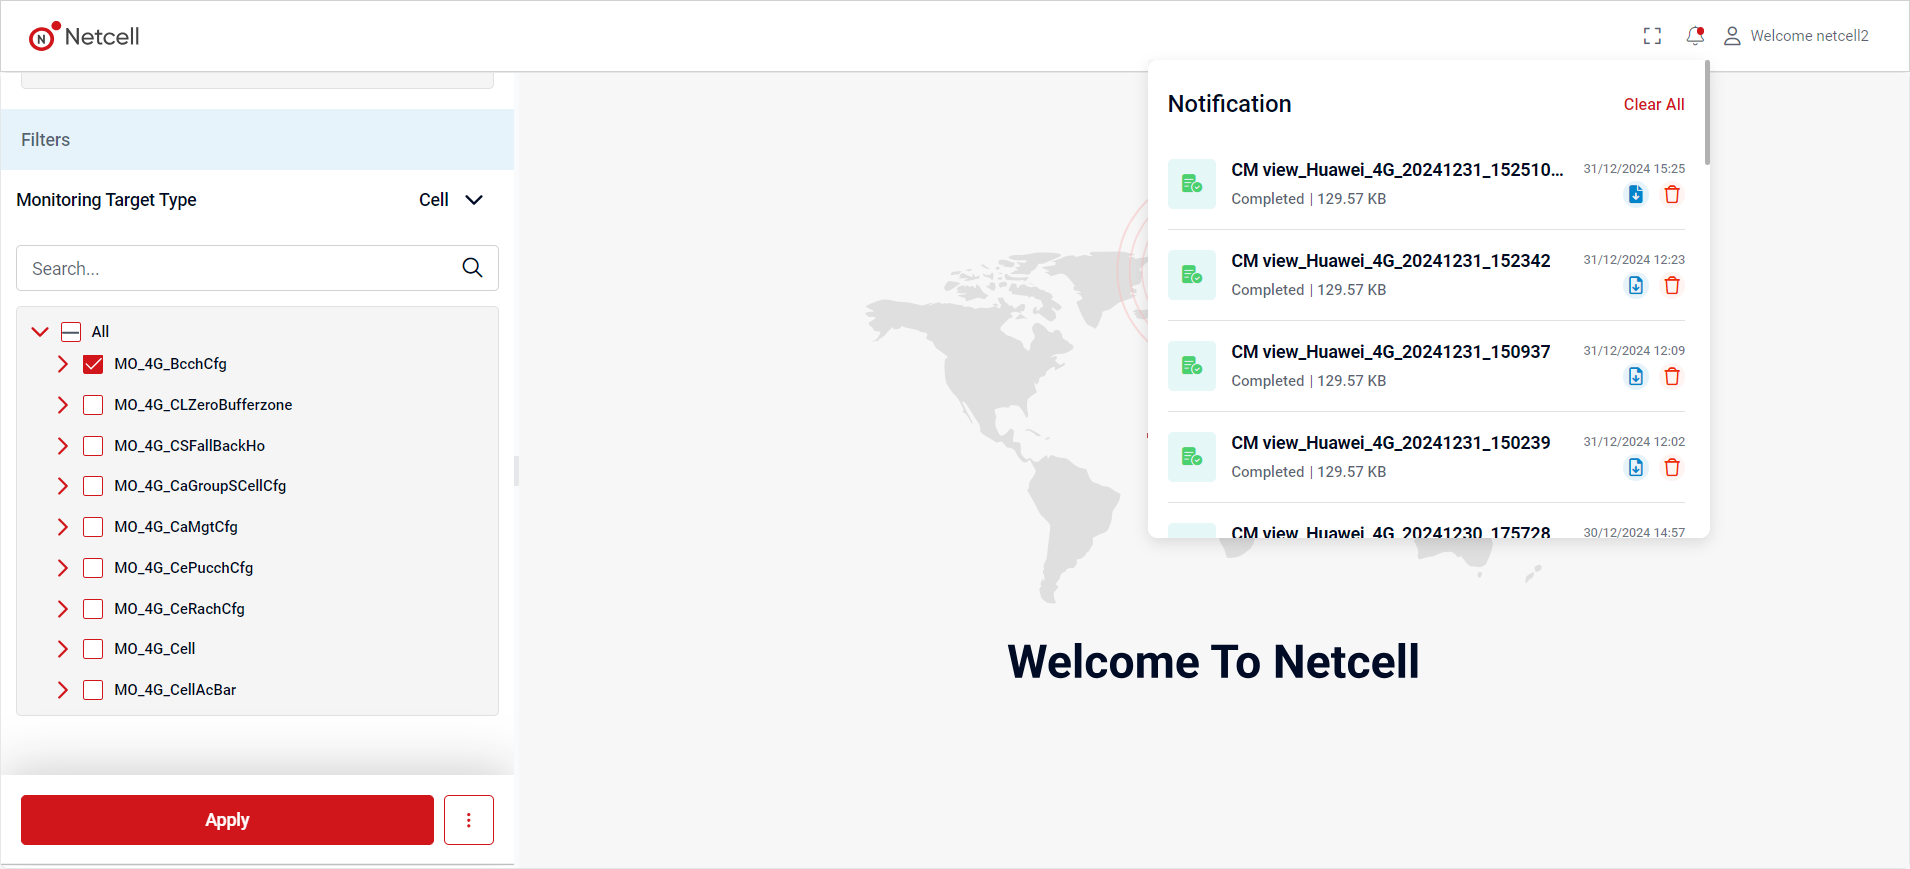 N Netcell
Welcome netcell2
Filters
Monitoring Target Type
Cell
Search...
All
MO_4G_BcchCfg
MO_4G_CLZeroBufferzone
MO_4G_CSFallBackHo
MO_4G_CaGroupSCellCfg
MO_4G_CaMgtCfg
MO_4G_CePucchCfg
MO_4G_CeRachCfg
MO_4G_Cell
MO_4G_CellAcBar
Apply
Notification
Clear All
CM view_Huawei_4G_20241231_152510...
31/12/2024 15:25
Completed | 129.57 KB
CM view_Huawei_4G_20241231_152342
31/12/2024 12:23
Completed | 129.57 KB
CM view_Huawei_4G_20241231_150937
31/12/2024 12:09
Completed | 129.57 KB
CM view_Huawei_4G_20241231_150239
31/12/2024 12:02
Completed | 129.57 KB
CM view_Huawei_4G_20241230_175728
30/12/2024 14:57
Welcome To Netcell